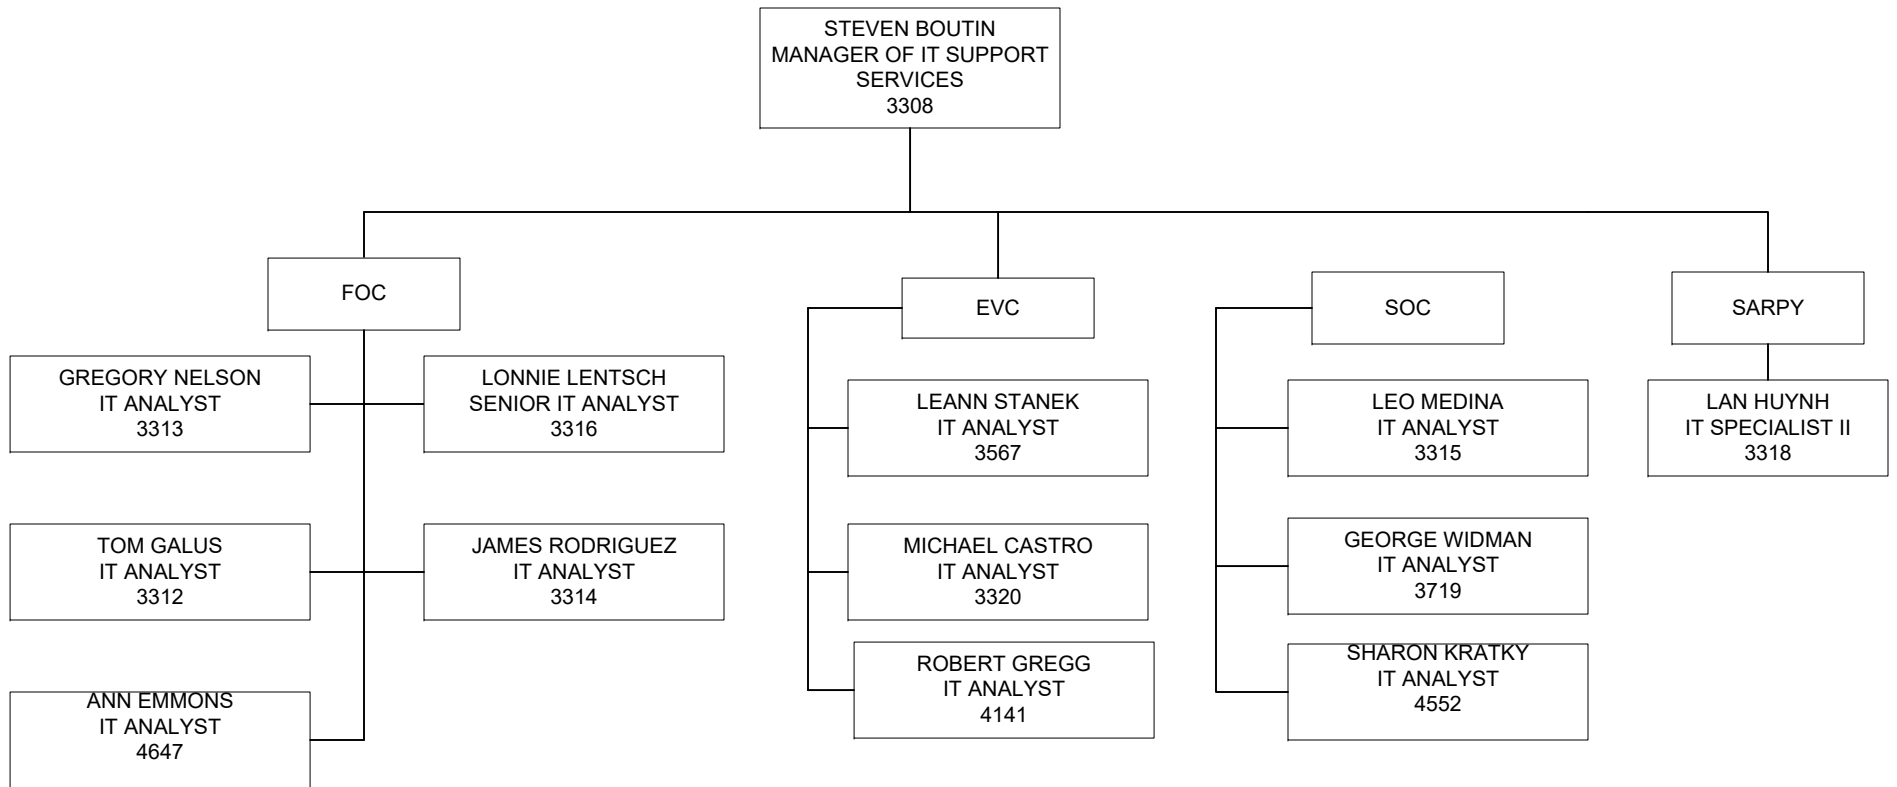 STEVEN BOUTIN
MANAGER OF IT SUPPORT
SERVICES
3308
FOC
EVC
SOC
SARPY
GREGORY NELSON
IT ANALYST
3313
LONNIE LENTSCH
SENIOR IT ANALYST
3316
TOM GALUS
IT ANALYST
3312
JAMES RODRIGUEZ
IT ANALYST
3314
ANN EMMONS
IT ANALYST
4647
LEANN STANEK
IT ANALYST
3567
MICHAEL CASTRO
IT ANALYST
3320
ROBERT GREGG
IT ANALYST
4141
LEO MEDINA
IT ANALYST
3315
GEORGE WIDMAN
IT ANALYST
3719
SHARON KRATKY
IT ANALYST
4552
LAN HUYNH
IT SPECIALIST II
3318